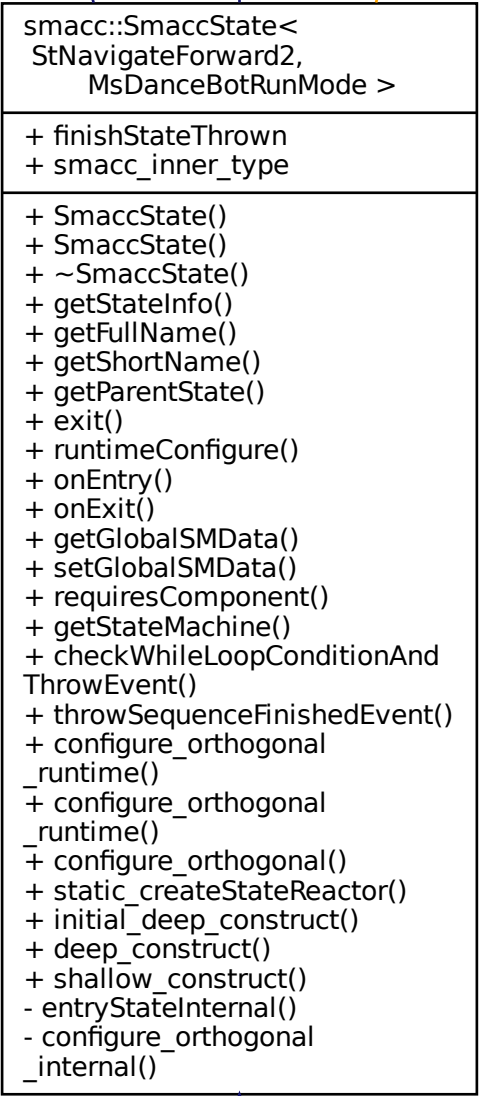 smacc::SmaccState<
StNavigateForward2,
MsDanceBotRunMode >
+ finishStateThrown
+ smacc_inner_type
+ SmaccState()
+ SmaccState()
+ ~SmaccState()
+ getStateInfo()
+ getFullName()
+ getShortName()
+ getParentState()
+ exit()
+ runtimeConfigure()
+ onEntry()
+ onExit()
+ getGlobalSMData()
+ setGlobalSMData()
+ requiresComponent()
+ getStateMachine()
+ checkWhileLoopConditionAnd
ThrowEvent()
+ throwSequenceFinishedEvent()
+ configure_orthogonal
_runtime()
+ configure_orthogonal
_runtime()
+ configure_orthogonal()
+ static_createStateReactor()
+ initial_deep_construct()
+ deep_construct()
+ shallow_construct()
- entryStateInternal()
- configure_orthogonal
_internal()